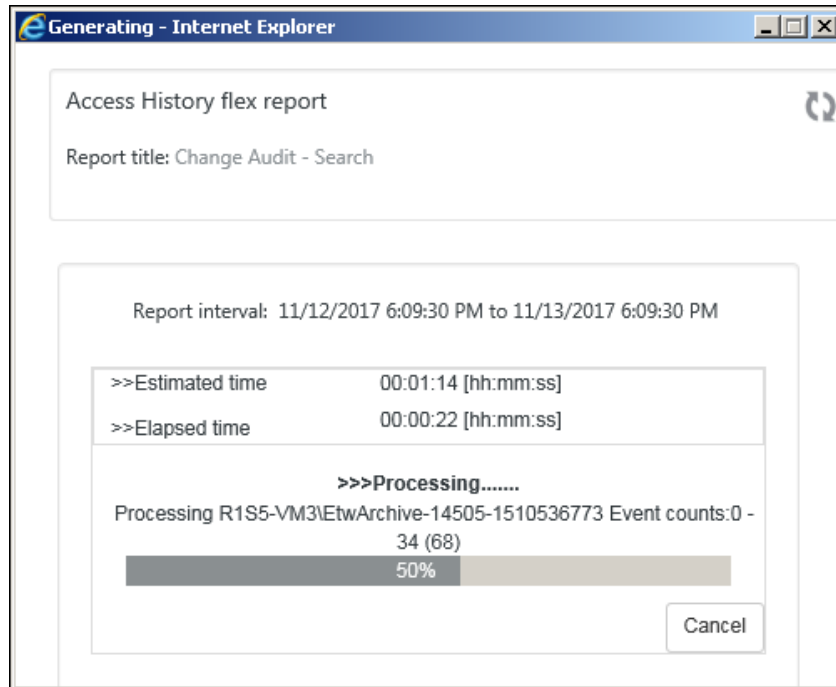 Generating - Internet Explorer
Access History flex report
Report title: Change Audit - Search
Report interval: 11/12/2017 6:09:30 PM to 11/13/2017 6:09:30 PM
>>Estimated time 00:01:14 [hh:mm:ss]
>>Elapsed time 00:00:22 [hh:mm:ss]
>>>Processing.......
Processing R1S5-VM3\EtwArchive-14505-1510536773 Event counts:0 -
34 (68)
50%
Cancel